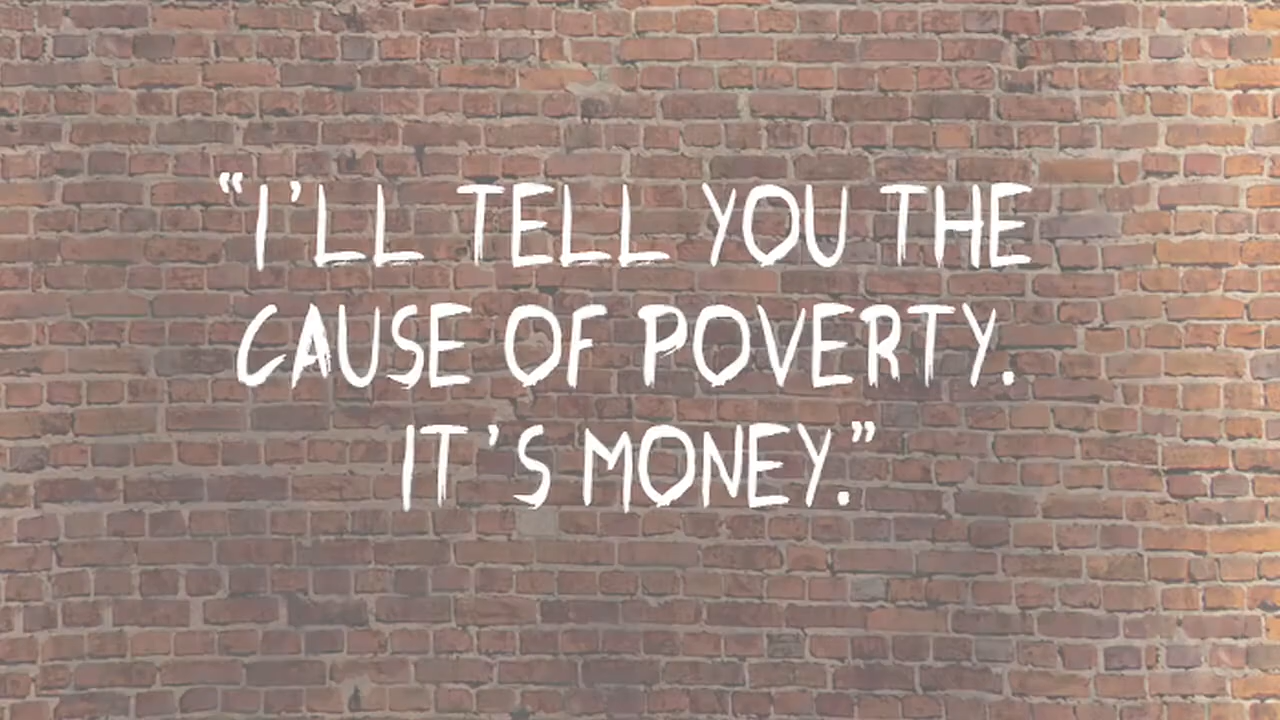 “I’LL TELL YOU THE
CAUSE OF POVERTY.
IT’S MONEY.”